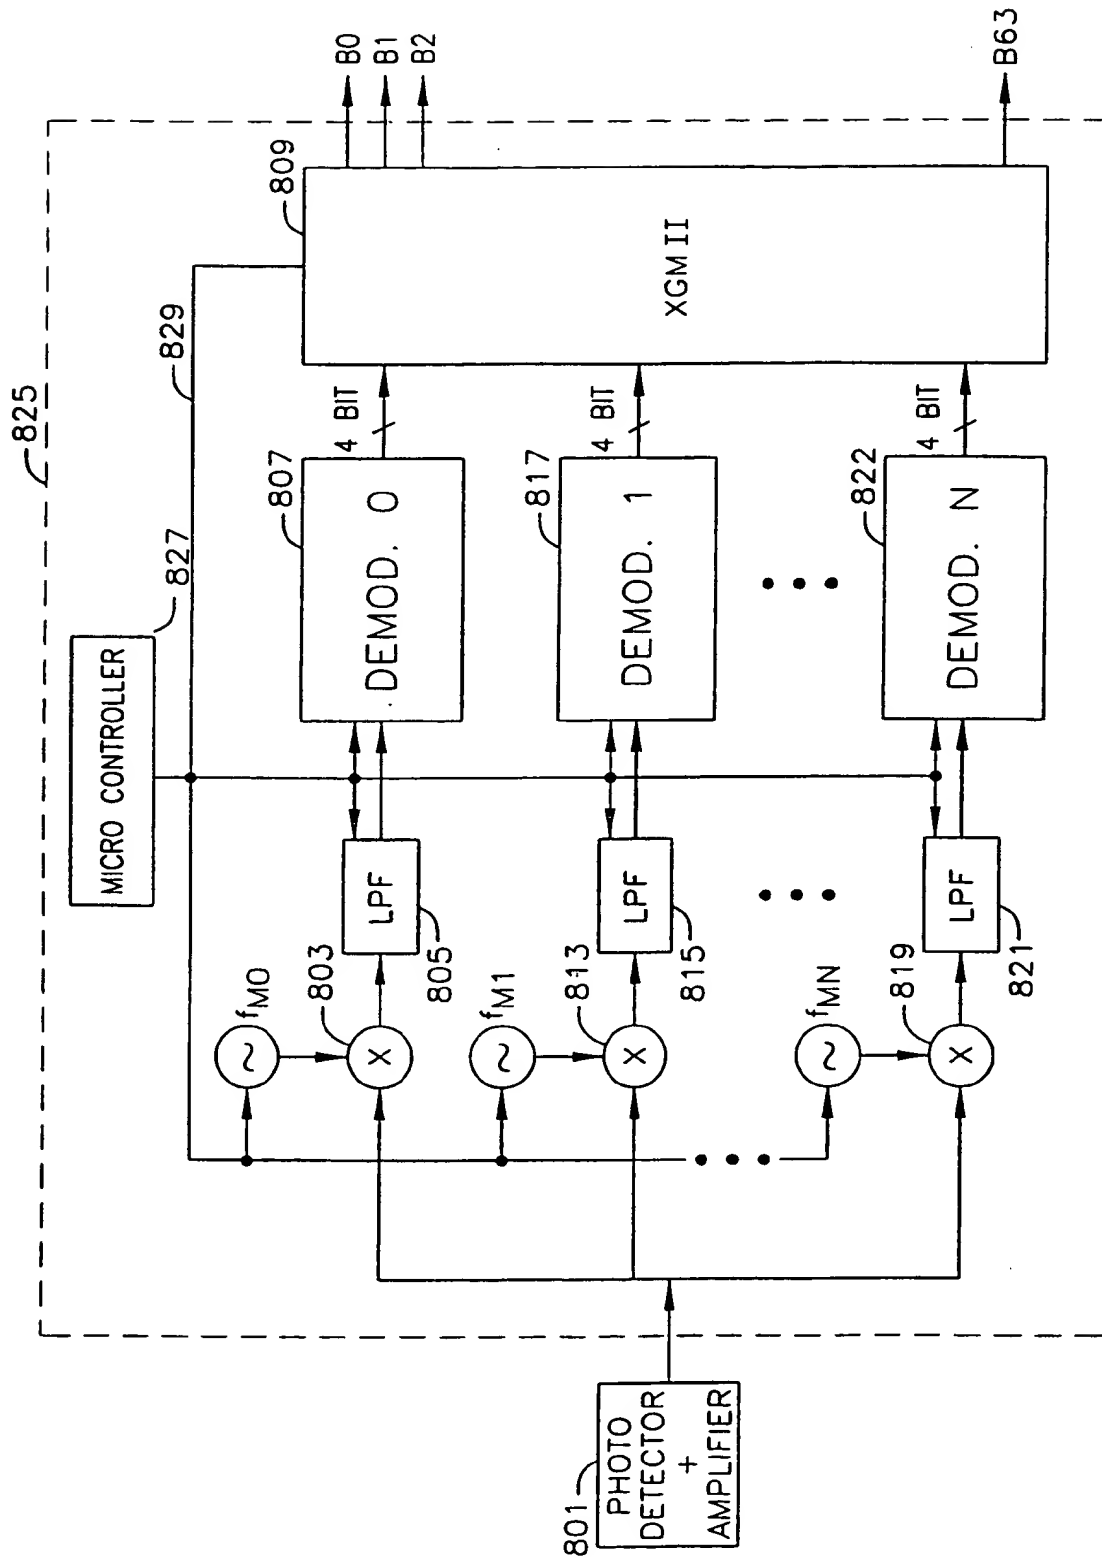 825
MICRO CONTROLLER
827
829
809
XGMII
B0
B1
B2
B63
801
PHOTO
DETECTOR
+
AMPLIFIER
~
fM0
X
803
LPF
805
DEMOD. 0
807
4 BIT
~
fM1
X
813
LPF
815
DEMOD. 1
817
4 BIT
~
fMN
X
819
LPF
821
DEMOD. N
822
4 BIT